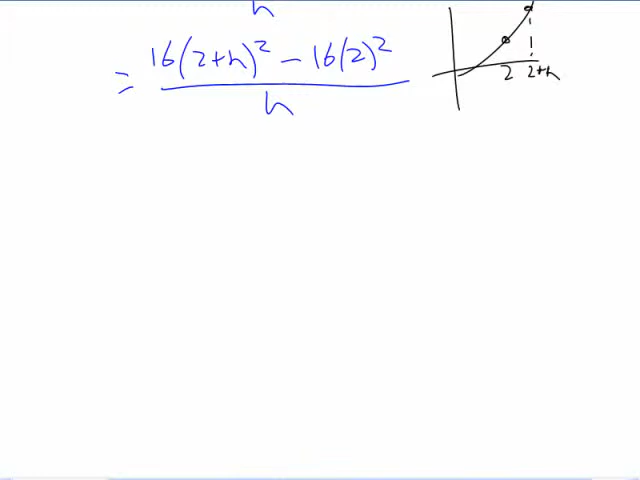 h
= 16(2+h)² - 16(2)²
h
2 2+h